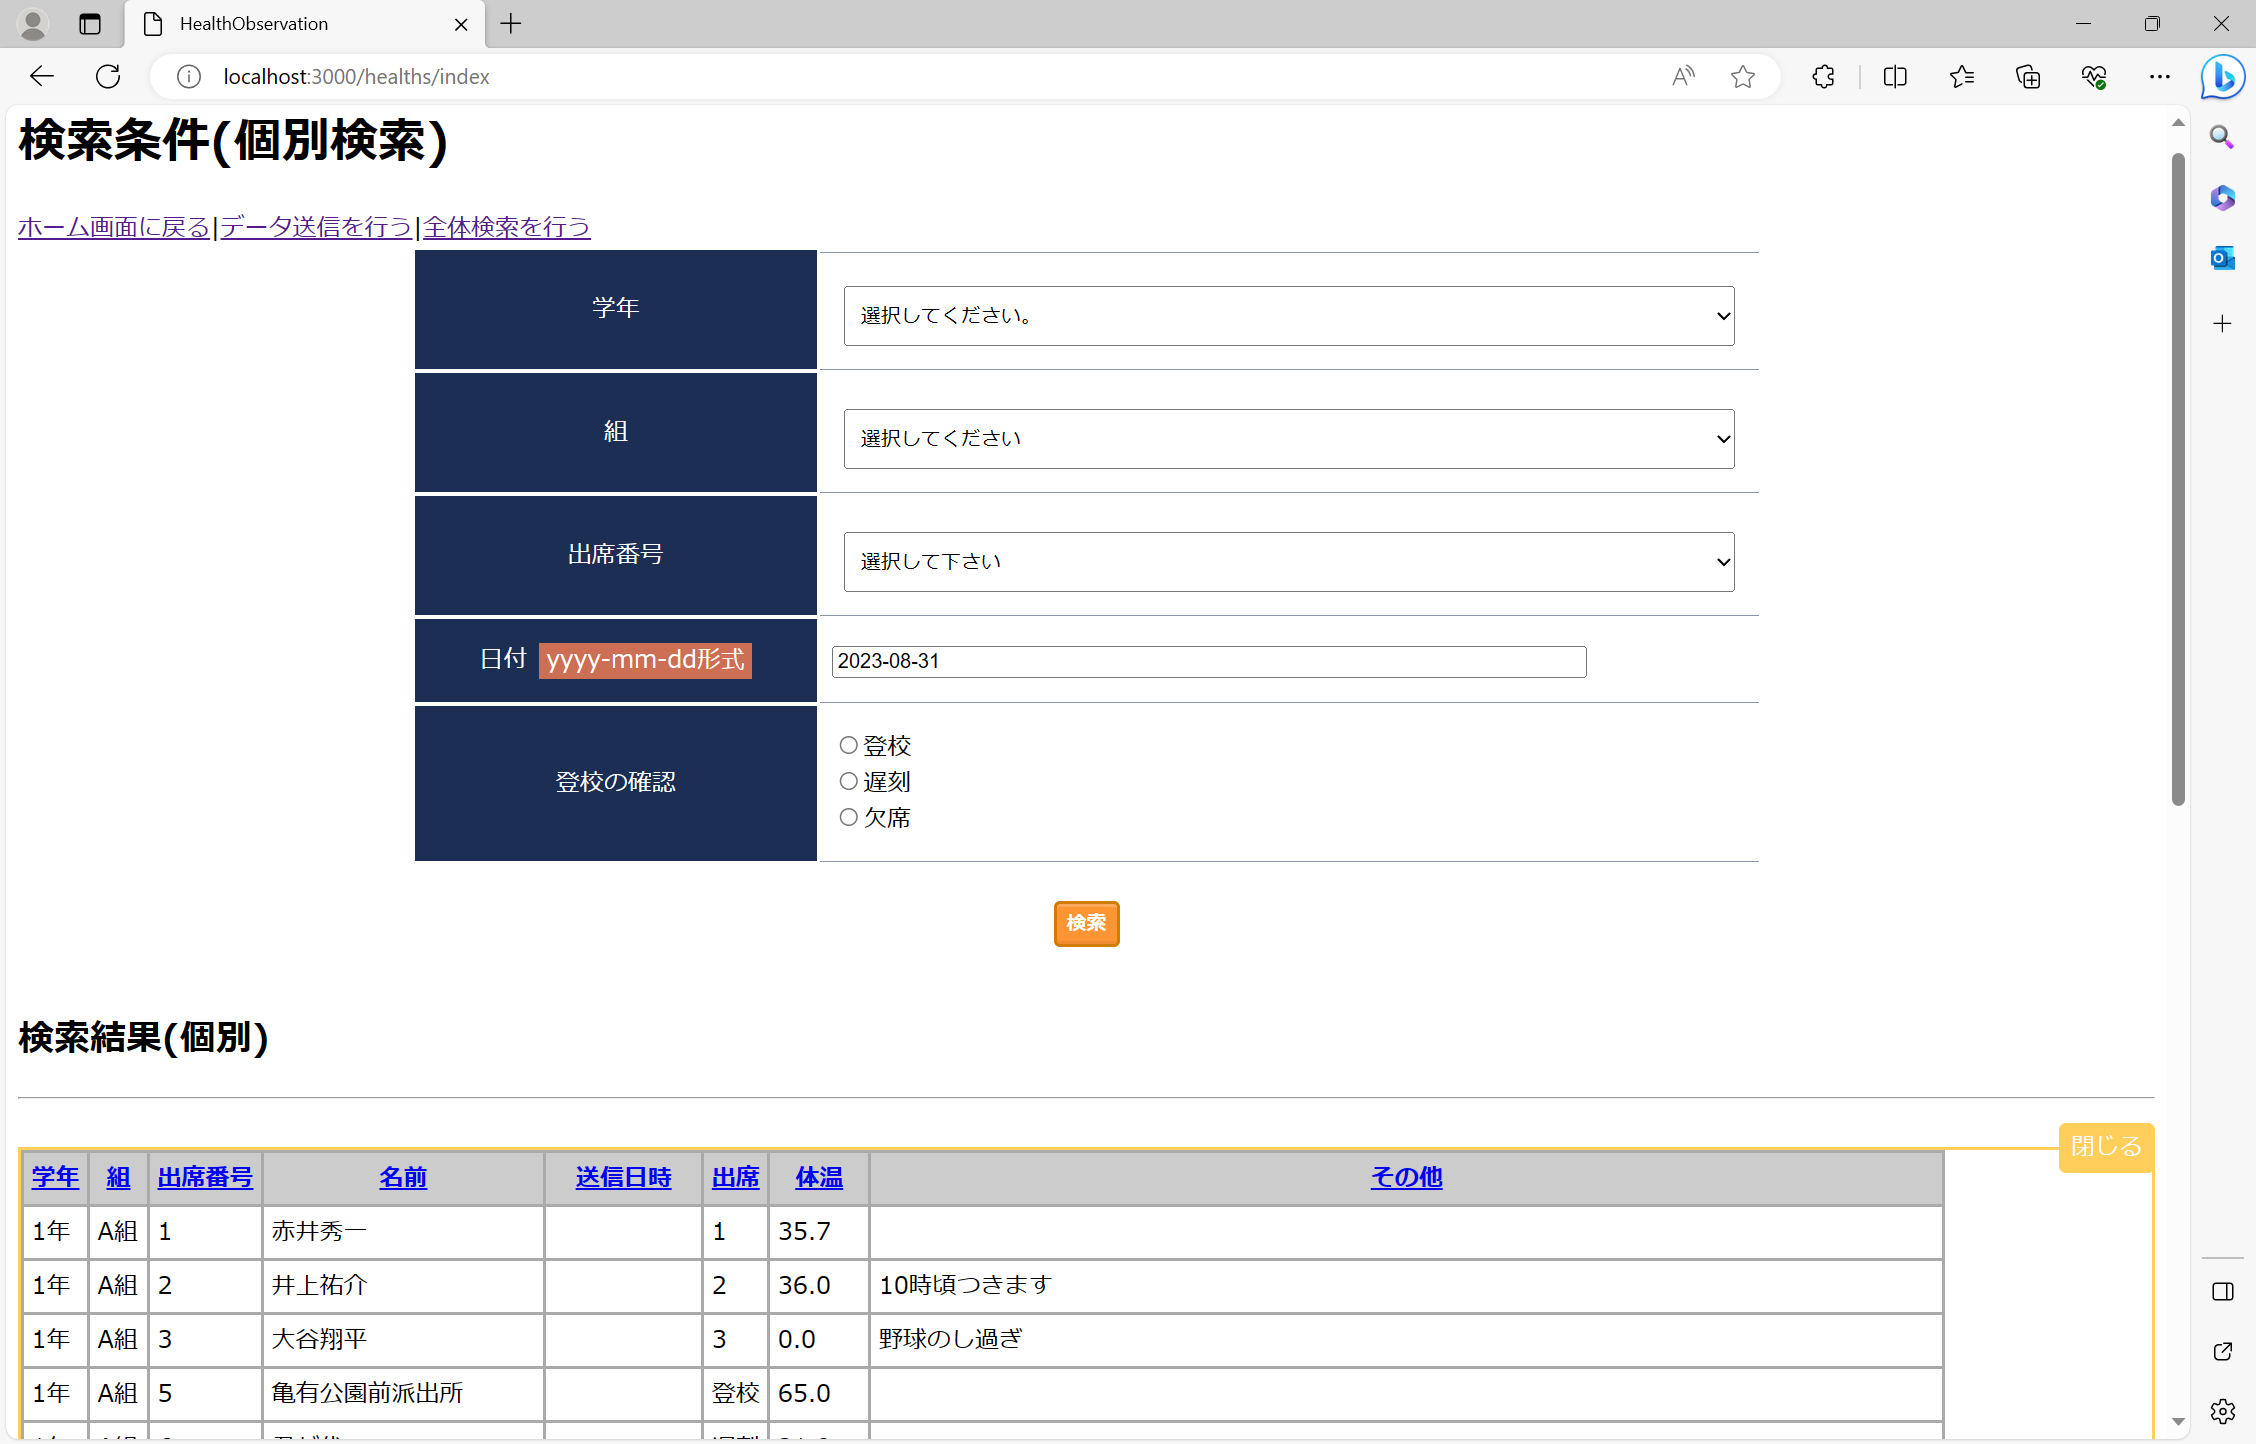 HealthObservation
localhost:3000/healths/index
検索条件(個別検索)
ホーム画面に戻る|データ送信を行う|全体検索を行う
学年 選択してください。
組 選択してください
出席番号 選択して下さい
日付 yyyy-mm-dd形式 2023-08-31
登校の確認
登校
遅刻
欠席
検索
検索結果(個別)
閉じる
学年 組 出席番号 名前 送信日時 出席 体温 その他
1年 A組 1 赤井秀一 1 35.7
1年 A組 2 井上祐介 2 36.0 10時頃つきます
1年 A組 3 大谷翔平 3 0.0 野球のし過ぎ
1年 A組 5 亀有公園前派出所 登校 65.0